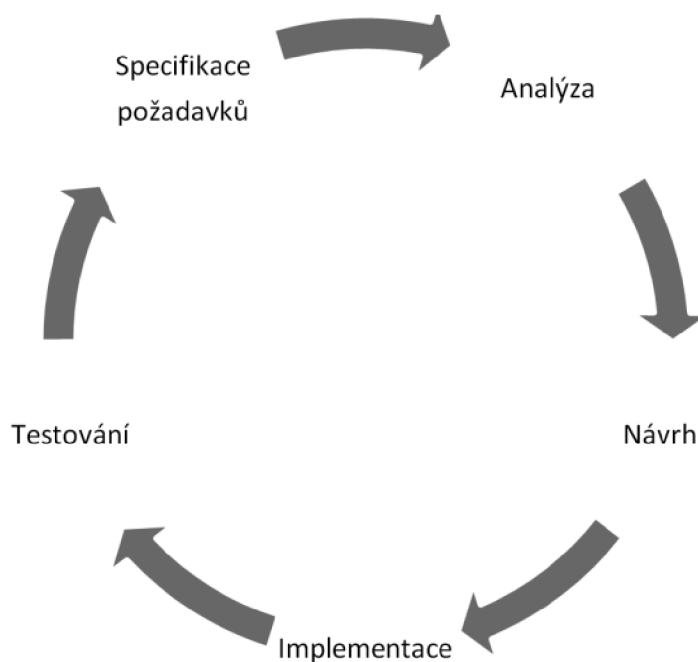 Specifikace
požadavků
Analýza
Návrh
Implementace
Testování